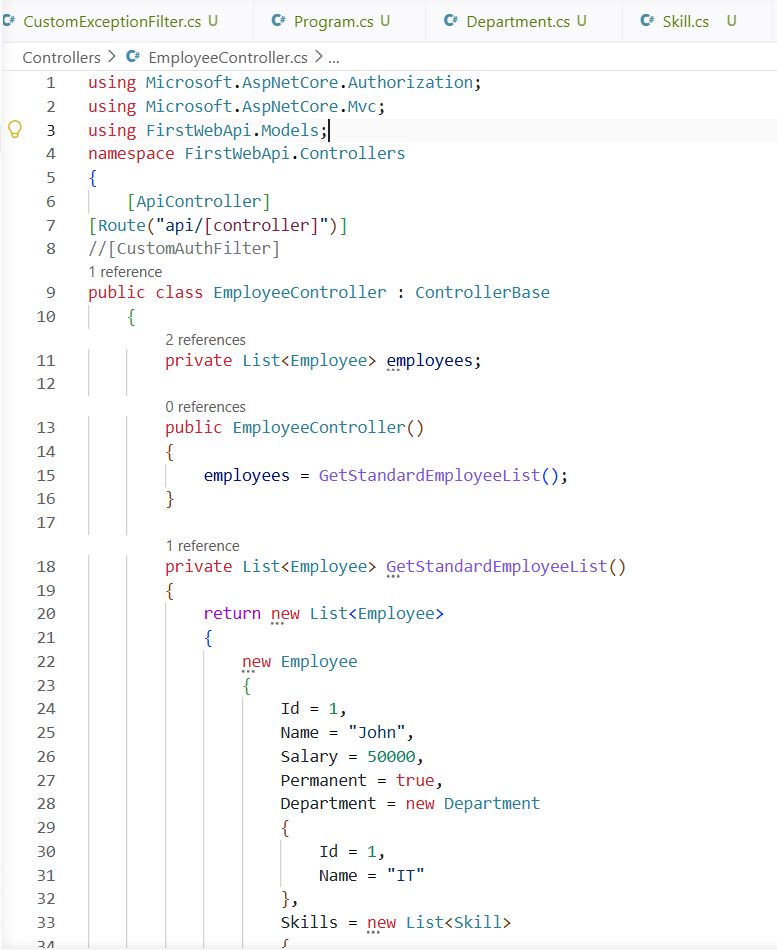 CustomExceptionFilter.cs U Program.cs U Department.cs U Skill.cs U
Controllers > EmployeeController.cs > ...
1 using Microsoft.AspNetCore.Authorization;
2 using Microsoft.AspNetCore.Mvc;
3 using FirstWebApi.Models;
4 namespace FirstWebApi.Controllers
5 {
6 [ApiController]
7 [Route("api/[controller]")]
8 //[CustomAuthFilter]
1 reference
9 public class EmployeeController : ControllerBase
10 {
2 references
11 private List<Employee> employees;
12
0 references
13 public EmployeeController()
14 {
15 employees = GetStandardEmployeeList();
16 }
17
1 reference
18 private List<Employee> GetStandardEmployeeList()
19 {
20 return new List<Employee>
21 {
22 new Employee
23 {
24 Id = 1,
25 Name = "John",
26 Salary = 50000,
27 Permanent = true,
28 Department = new Department
29 {
30 Id = 1,
31 Name = "IT"
32 },
33 Skills = new List<Skill>
34 {